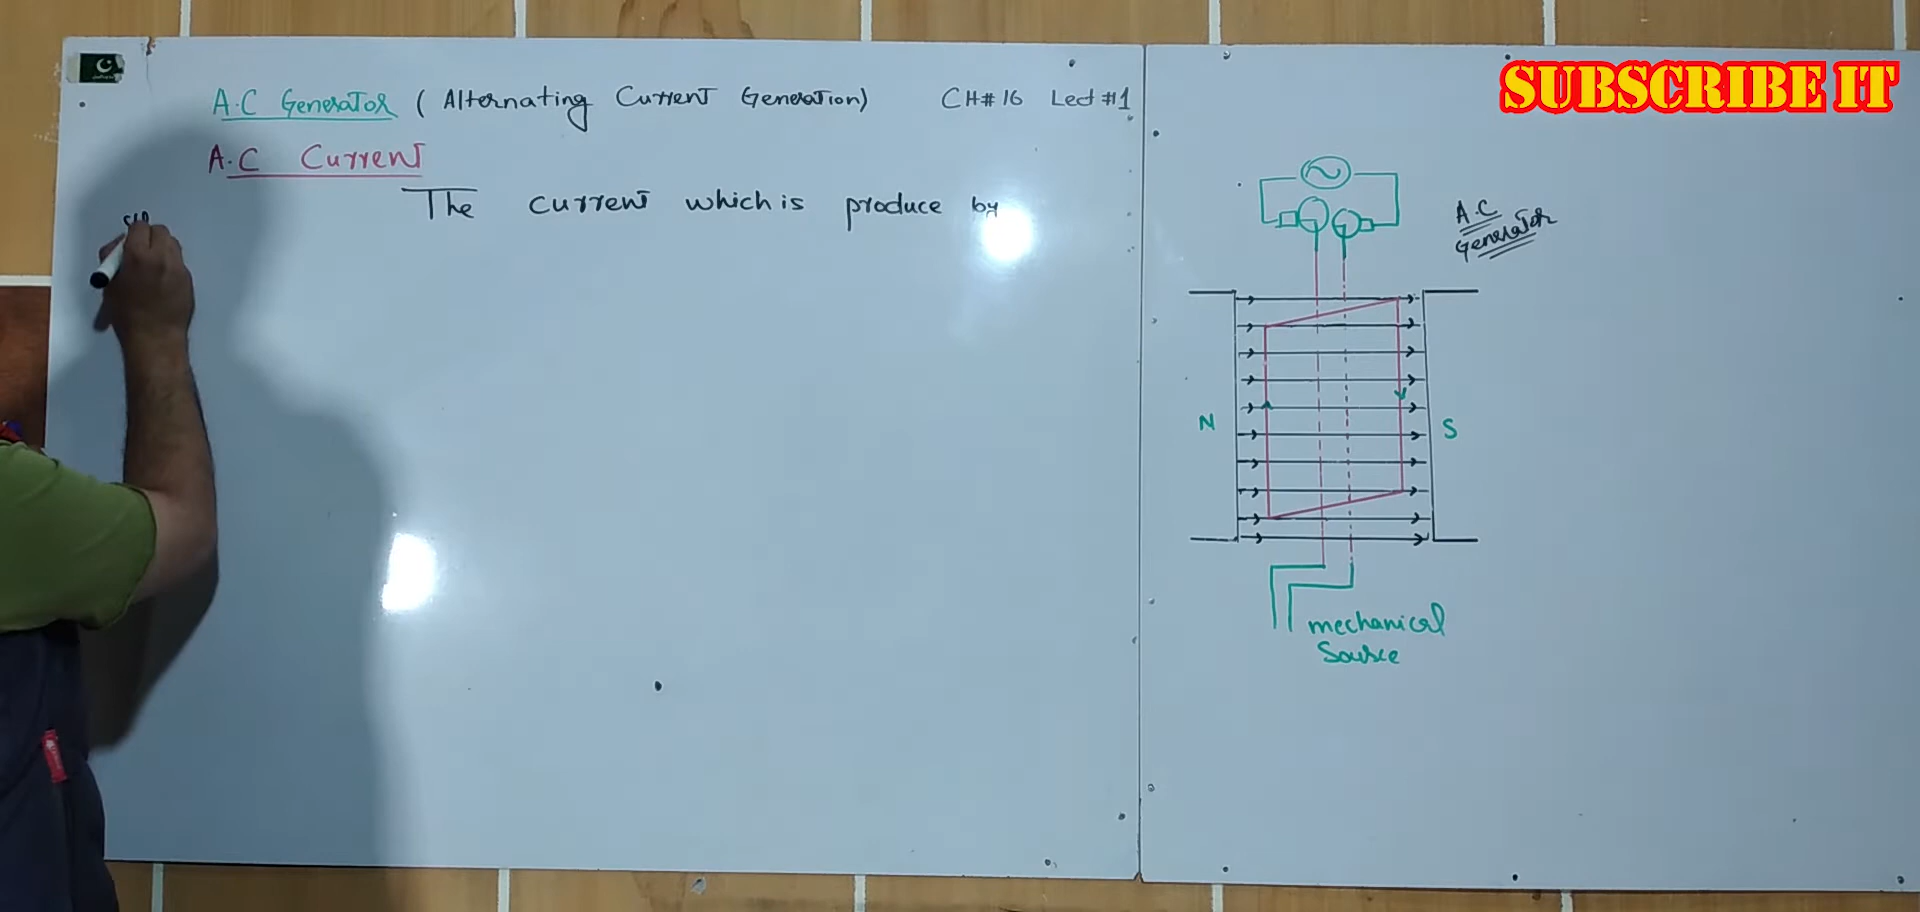 A.C Generator (Alternating Current Generation) CH# 16 Lect #1
A.C Current
The current which is produce by
SUBSCRIBE IT
A.C
Generator
N
S
mechanical
Source